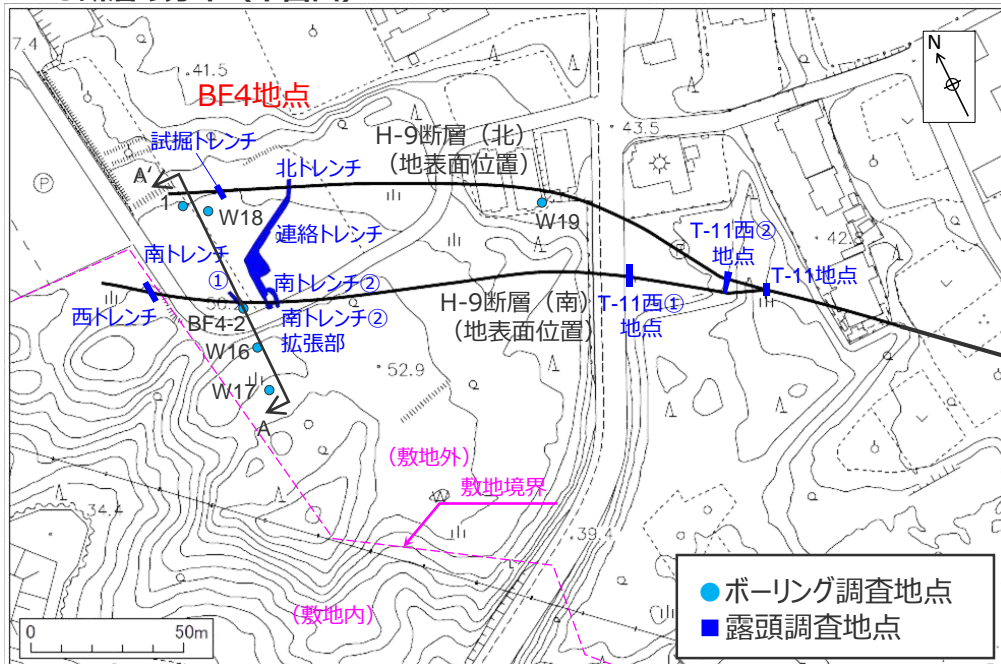 7.4
41.5
BF4地点
N
試掘トレンチ
H-9断層（北）
（地表面位置）
43.5
A'
北トレンチ
P
1
W18
W19
連絡トレンチ
T-11西②
地点
42.5
南トレンチ
①
T-11地点
南トレンチ②
H-9断層（南）
（地表面位置）
T-11西①
地点
西トレンチ
BF4-2
南トレンチ②
拡張部
W16
52.9
W17
A
（敷地外）
敷地境界
34.4
39.4
（敷地内）
0
50m
ボーリング調査地点
露頭調査地点